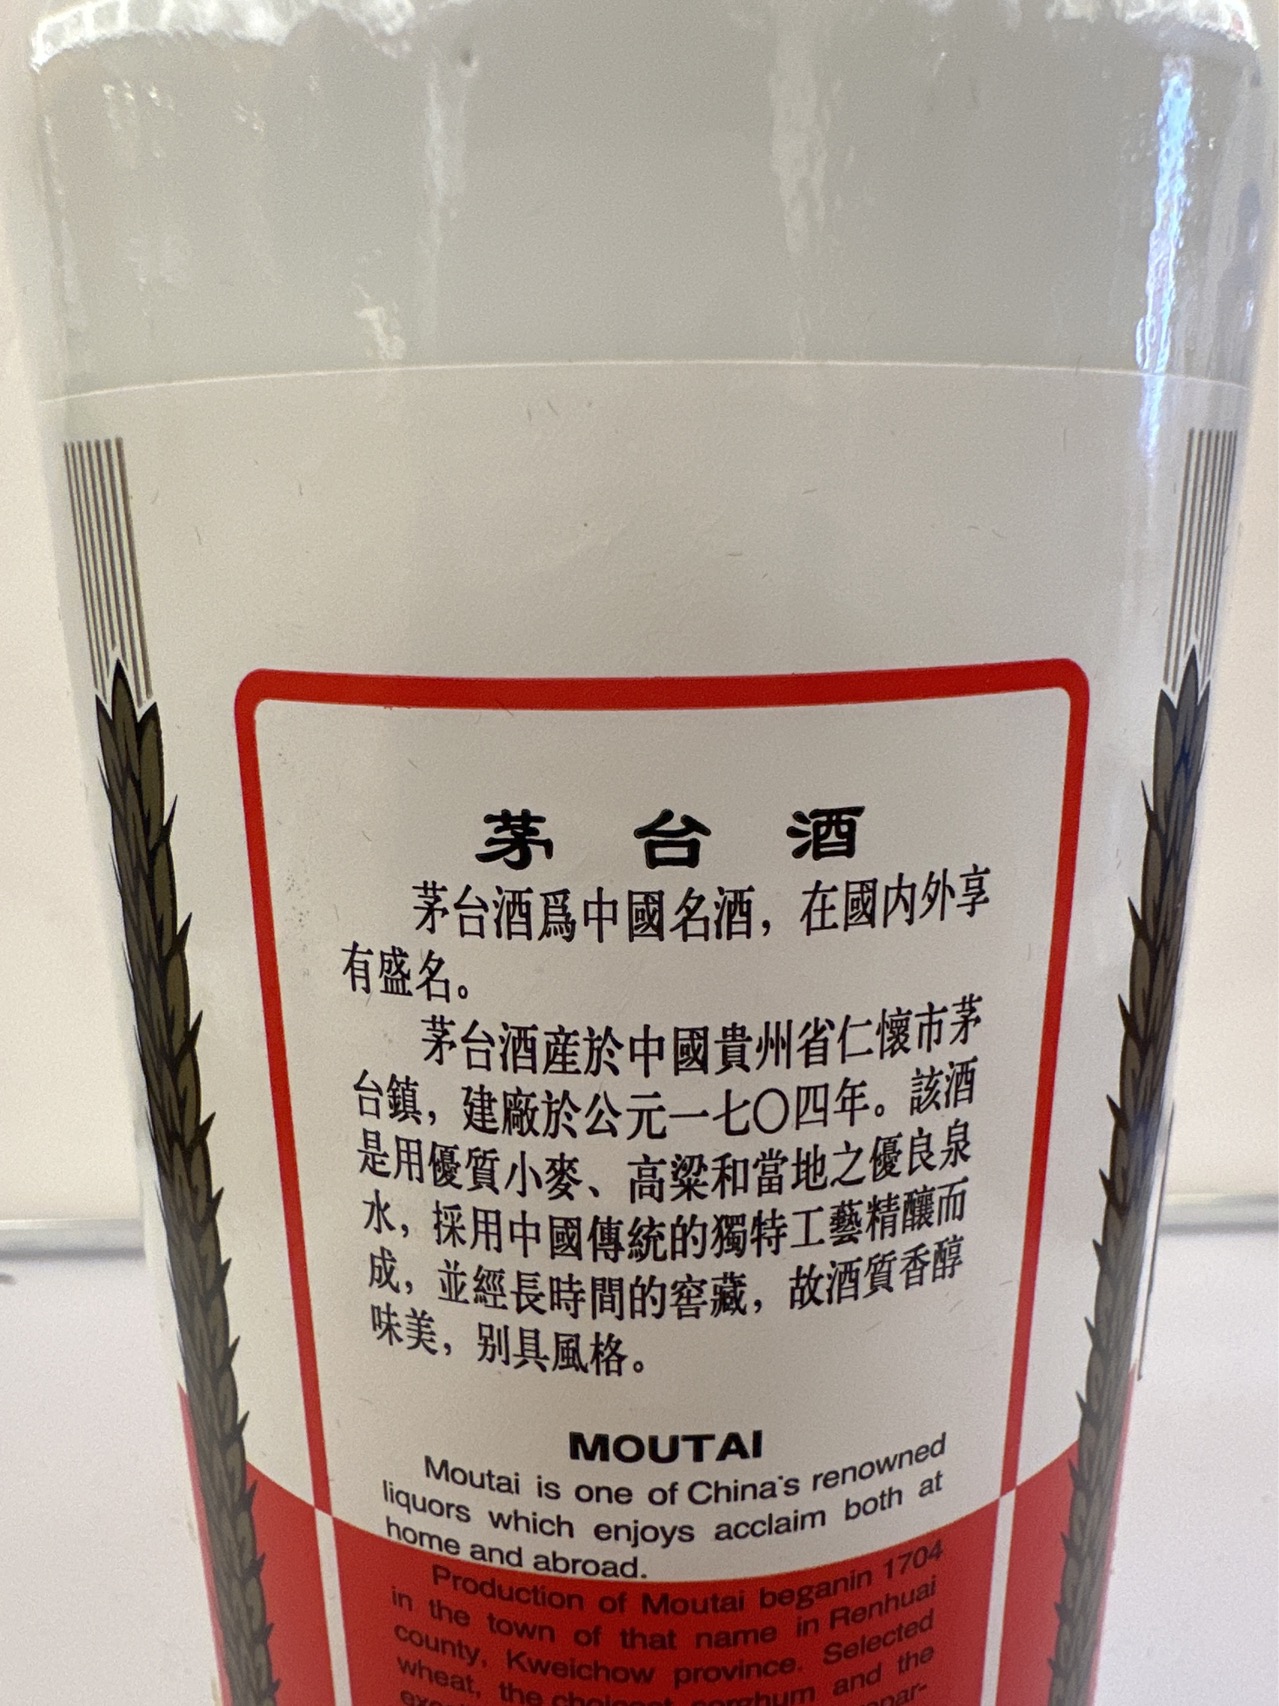 茅台酒
茅台酒爲中國名酒，在國内外享
有盛名。
茅台酒産於中國貴州省仁懷市茅
台鎮，建廠於公元一七〇四年。該酒
是用優質小麥、高粱和當地之優良泉
水，採用中國傳統的獨特工藝精釀而
成，並經長時間的窖藏，故酒質香醇
味美，别具風格。
MOUTAI
Moutai is one of China's renowned
liquors which enjoys acclaim both at
home and abroad.
Production of Moutai beganin 1704
in the town of that name in Renhuai
county, Kweichow province. Selected
wheat, the choicest sorghum and the